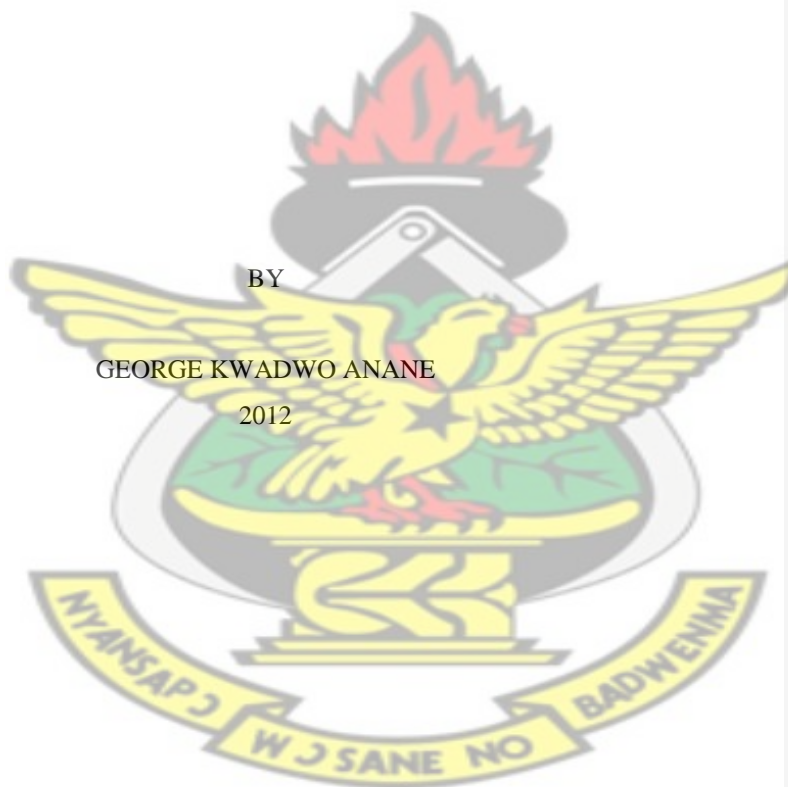 BY
GEORGE KWADWO ANANE
2012
NYANSAPƆ
WƆSANE NO
BADWENMA